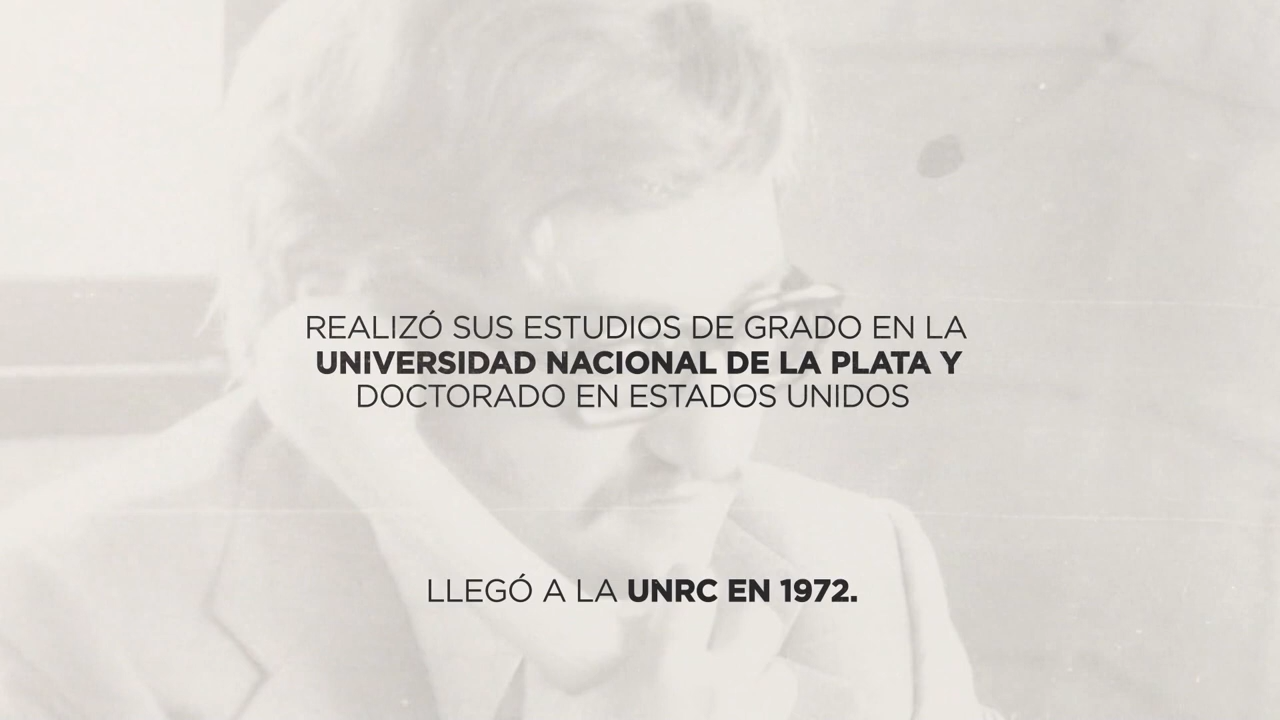 REALIZÓ SUS ESTUDIOS DE GRADO EN LA
UNIVERSIDAD NACIONAL DE LA PLATA Y
DOCTORADO EN ESTADOS UNIDOS
LLEGÓ A LA UNRC EN 1972.